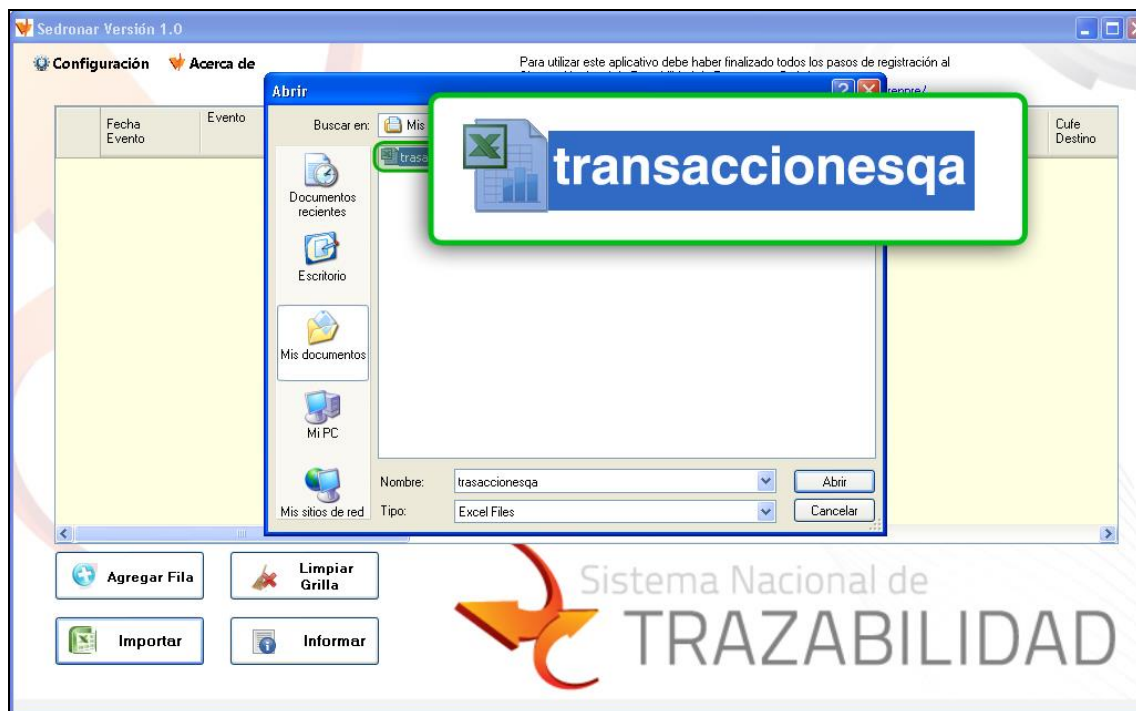 Sedronar Versión 1.0
Configuración Acerca de
Para utilizar este aplicativo debe haber finalizado todos los pasos de registración al
Abrir
Fecha Evento
Evento
Cufe Destino
Buscar en: Mis
trasa
transaccionesqa
Documentos recientes
Escritorio
Mis documentos
Mi PC
Mis sitios de red
Nombre: trasaccionesqa
Abrir
Tipo: Excel Files
Cancelar
Agregar Fila
Limpiar Grilla
Importar
Informar
Sistema Nacional de
TRAZABILIDAD